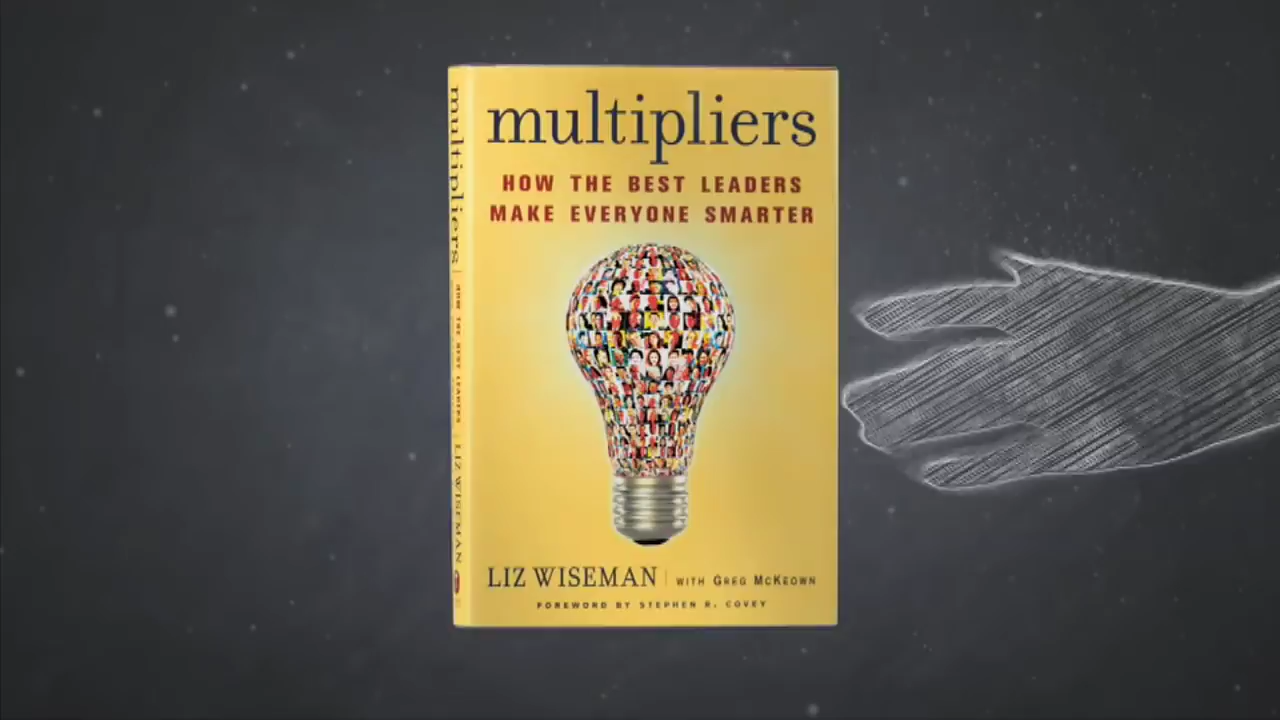 multipliers
HOW THE BEST LEADERS
MAKE EVERYONE SMARTER
LIZ WISEMAN | WITH GREG MCKEOWN
FOREWORD BY STEPHEN R. COVEY
multipliers | HOW THE BEST LEADERS | LIZ WISEMAN